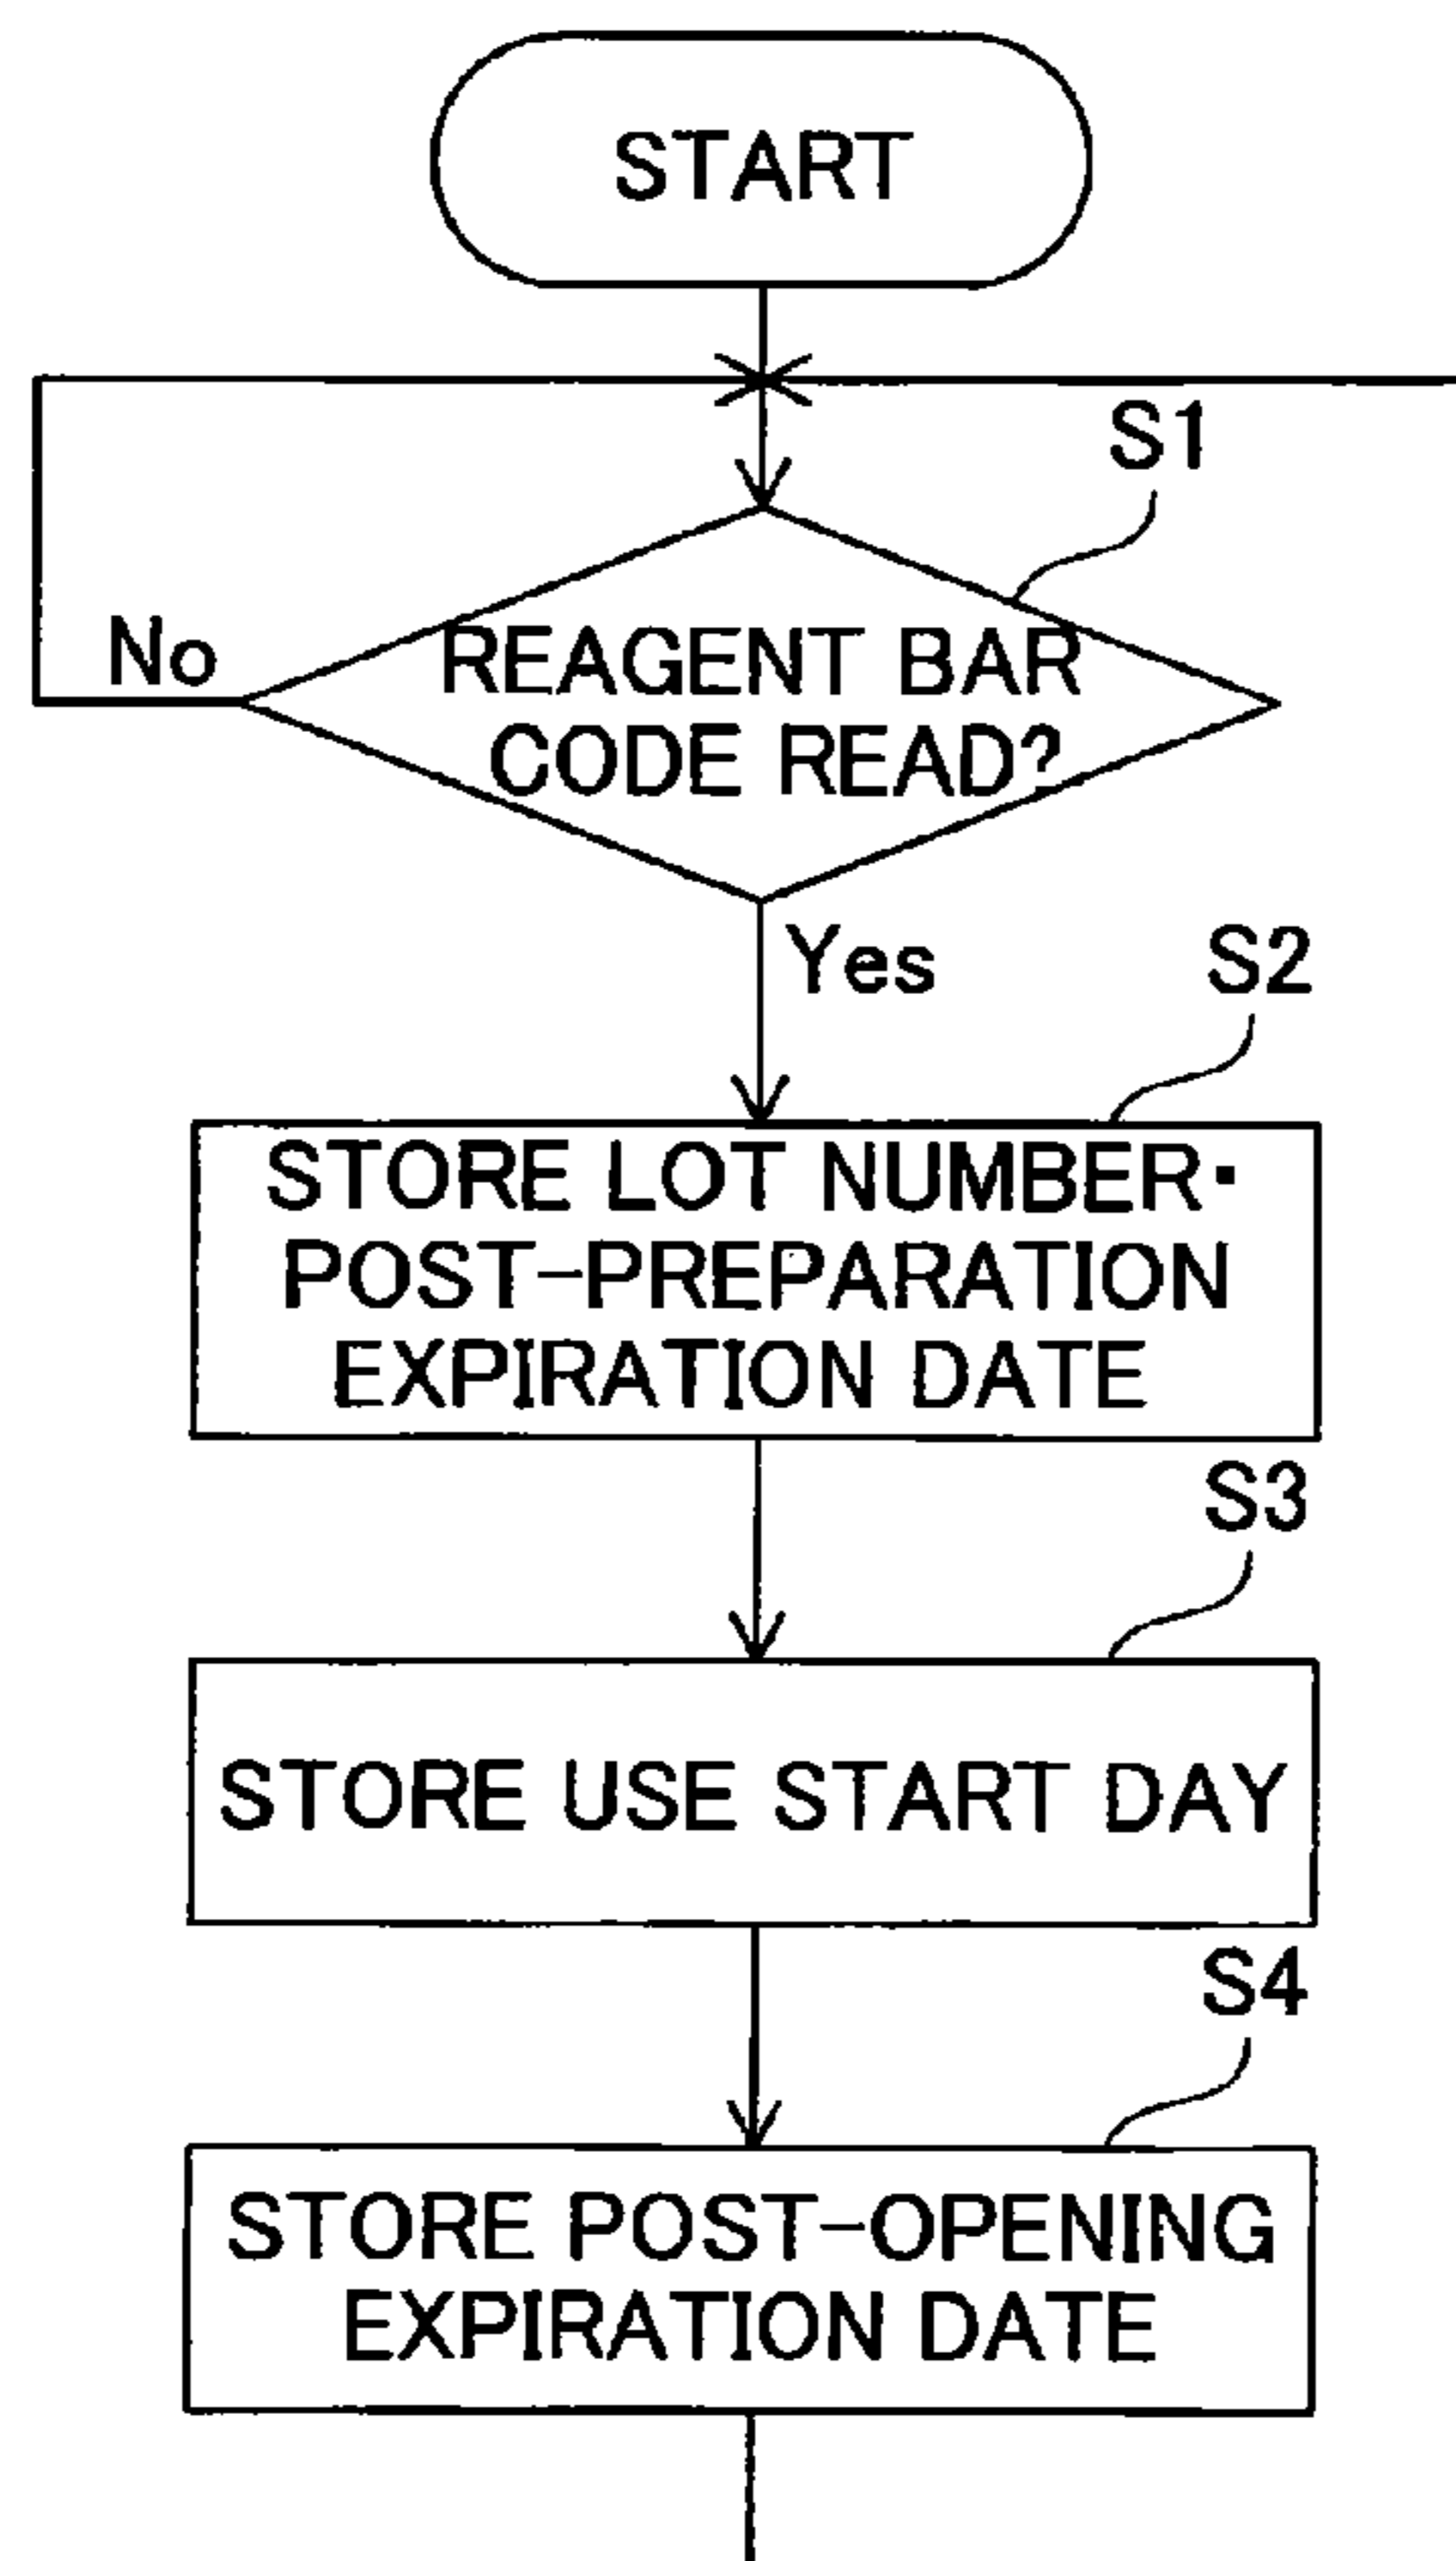 START
S1
No
REAGENT BAR
CODE READ?
Yes
S2
STORE LOT NUMBER・
POST-PREPARATION
EXPIRATION DATE
S3
STORE USE START DAY
S4
STORE POST-OPENING
EXPIRATION DATE